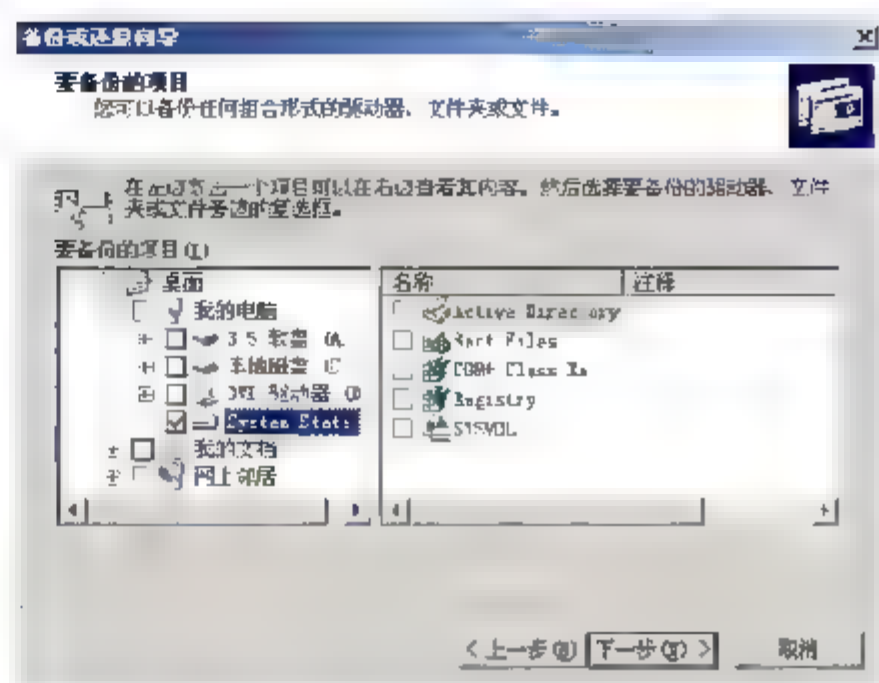 备份或还原向导
要备份的项目
您可以备份任何组合形式的驱动器、文件夹或文件。
在左边单击一个项目可以在右边查看其内容。然后选择要备份的驱动器、文件
夹或文件旁边的复选框。
要备份的项目(I)
桌面
我的电脑
3.5 软盘 (A
本地磁盘 (C
驱动器 (D
System State
我的文档
网上邻居
名称 注释
Active Directory
Boot Files
COM+ Class Re
Registry
SYSVOL
< 上一步(B) 下一步(N) > 取消